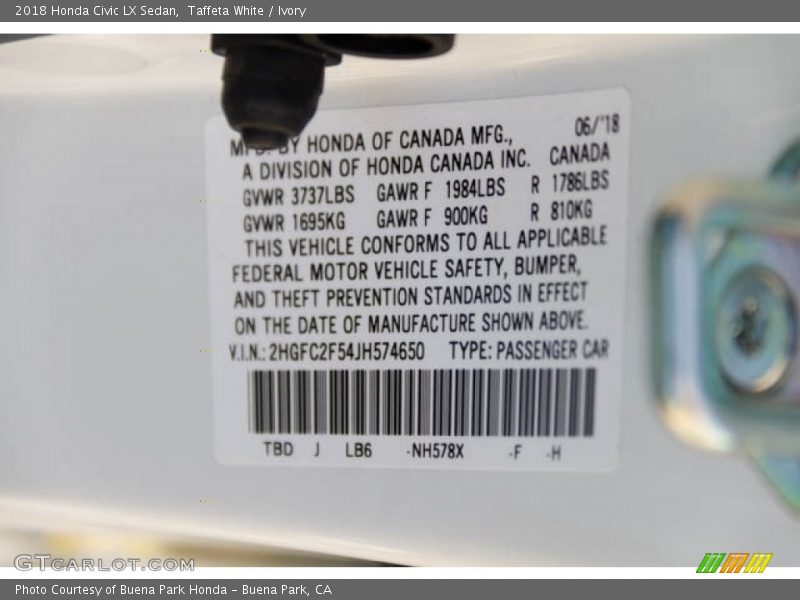 2018 Honda Civic LX Sedan,  Taffeta White / Ivory
06/'18
BY HONDA OF CANADA MFG.,
A DIVISION OF HONDA CANADA INC. CANADA
GVWR 3737LBS GAWR F 1984LBS R 1786LBS
GVWR 1695KG GAWR F 900KG R 810KG
THIS VEHICLE CONFORMS TO ALL APPLICABLE
FEDERAL MOTOR VEHICLE SAFETY, BUMPER,
AND THEFT PREVENTION STANDARDS IN EFFECT
ON THE DATE OF MANUFACTURE SHOWN ABOVE.
V.I.N.: 2HGFC2F54JH574650 TYPE: PASSENGER CAR
TBD J LB6 -NH578X -F -H
GTCARLOT.COM
Photo Courtesy of Buena Park Honda – Buena Park, CA